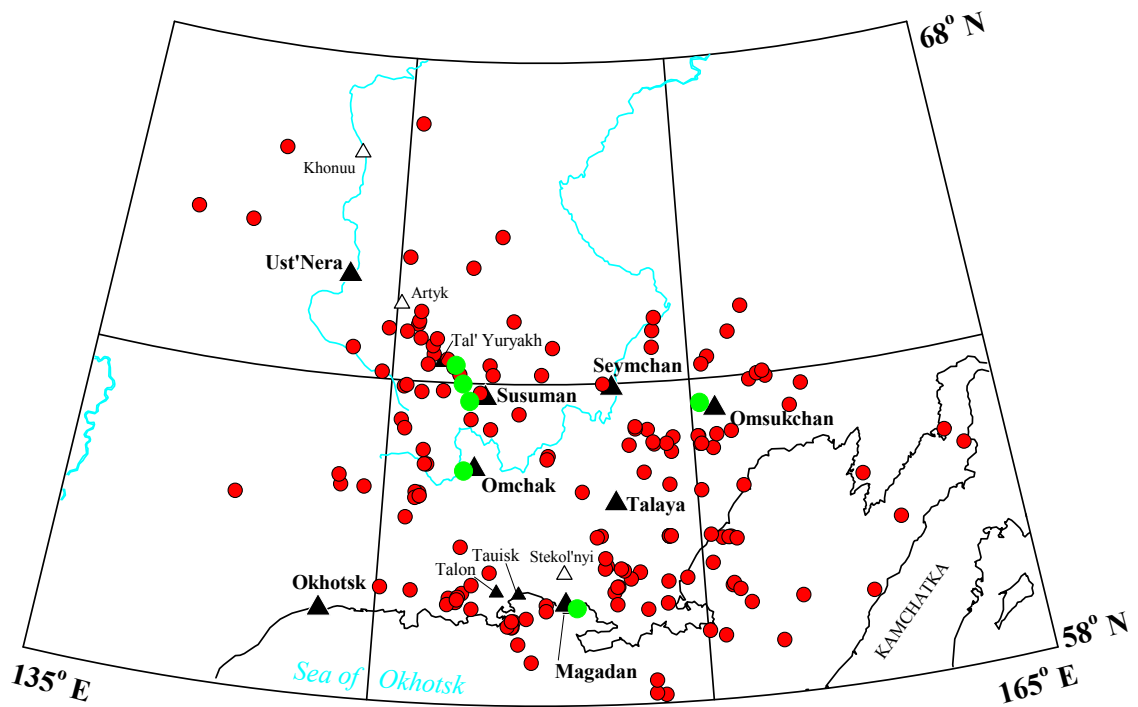 68° N
Khonuu
Ust'Nera
Artyk
Tal' Yuryakh
Seymchan
Susuman
Omsukchan
Omchak
Talaya
Tauisk
Stekol'nyi
Talon
Okhotsk
KAMCHATKA
58° N
Magadan
Sea of Okhotsk
135° E
165° E